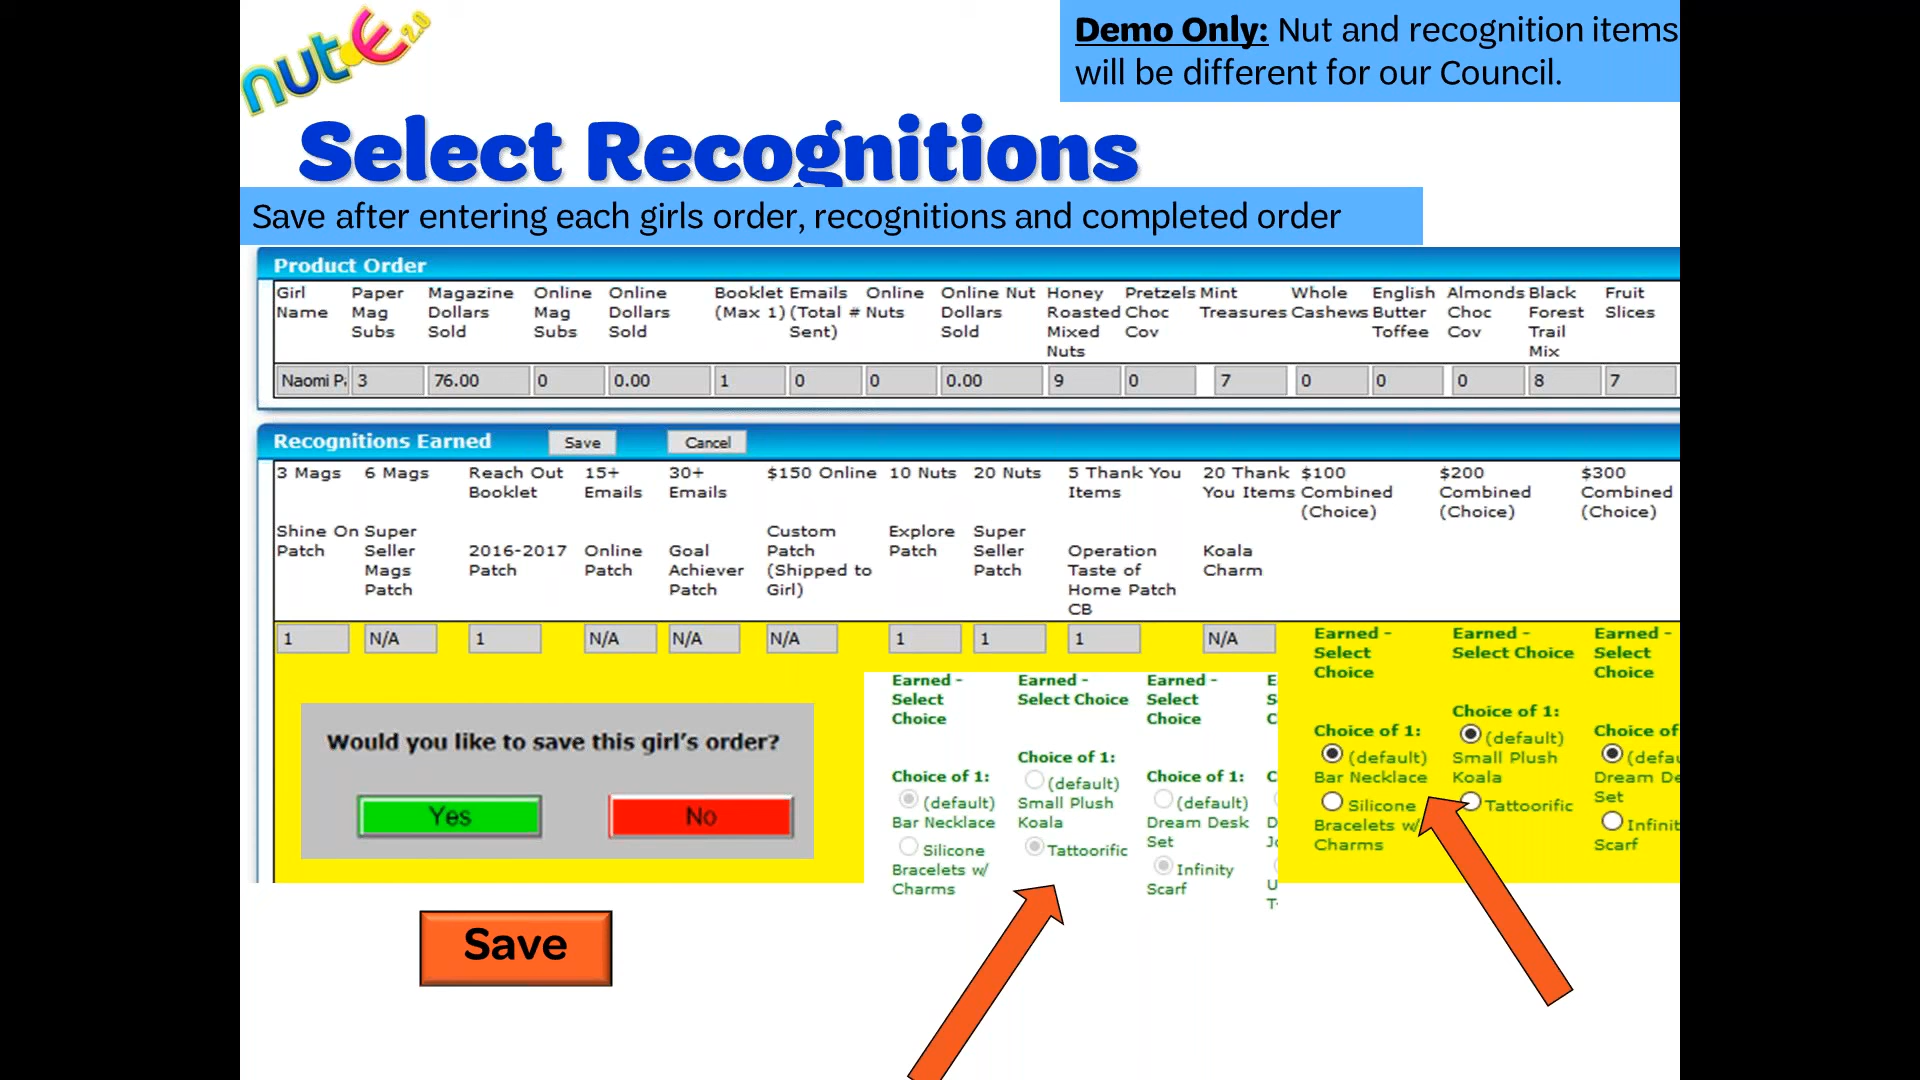 nutE 2.0
Demo Only: Nut and recognition items
will be different for our Council.
Select Recognitions
Save after entering each girls order, recognitions and completed order
Product Order
Girl Name
Paper Mag Subs
Magazine Dollars Sold
Online Mag Subs
Online Dollars Sold
Booklet (Max 1)
Emails (Total # Sent)
Online Nuts
Online Nut Dollars Sold
Honey Roasted Mixed Nuts
Pretzels Choc Cov
Mint Treasures
Whole Cashews
English Butter Toffee
Almonds Choc Cov
Black Forest Trail Mix
Fruit Slices
Naomi P 3 76.00 0 0.00 1 0 0 0.00 9 0 7 0 0 0 8 7
Recognitions Earned Save Cancel
3 Mags
6 Mags
Reach Out Booklet
15+ Emails
30+ Emails
$150 Online
10 Nuts
20 Nuts
5 Thank You Items
20 Thank You Items
$100 Combined (Choice)
$200 Combined (Choice)
$300 Combined (Choice)
Shine On Patch
Super Seller Mags Patch
2016-2017 Patch
Online Patch
Goal Achiever Patch
Custom Patch (Shipped to Girl)
Explore Patch
Super Seller Patch
Operation Taste of Home Patch CB
Koala Charm
1 N/A 1 N/A N/A N/A 1 1 1 N/A
Earned - Select Choice
Choice of 1:
(default) Bar Necklace
Silicone Bracelets w/ Charms
Earned - Select Choice
Choice of 1:
(default) Small Plush Koala
Tattoorific
Earned - Select Choice
Choice of
(defau
Dream De
Set
Infinit
Scarf
Would you like to save this girl's order?
Yes No
Earned - Select Choice
Choice of 1:
(default) Bar Necklace
Silicone Bracelets w/ Charms
Earned - Select Choice
Choice of 1:
(default) Small Plush Koala
Tattoorific
Earned - Select Choice
Choice of 1:
(default) Dream Desk Set
Infinity Scarf
Save